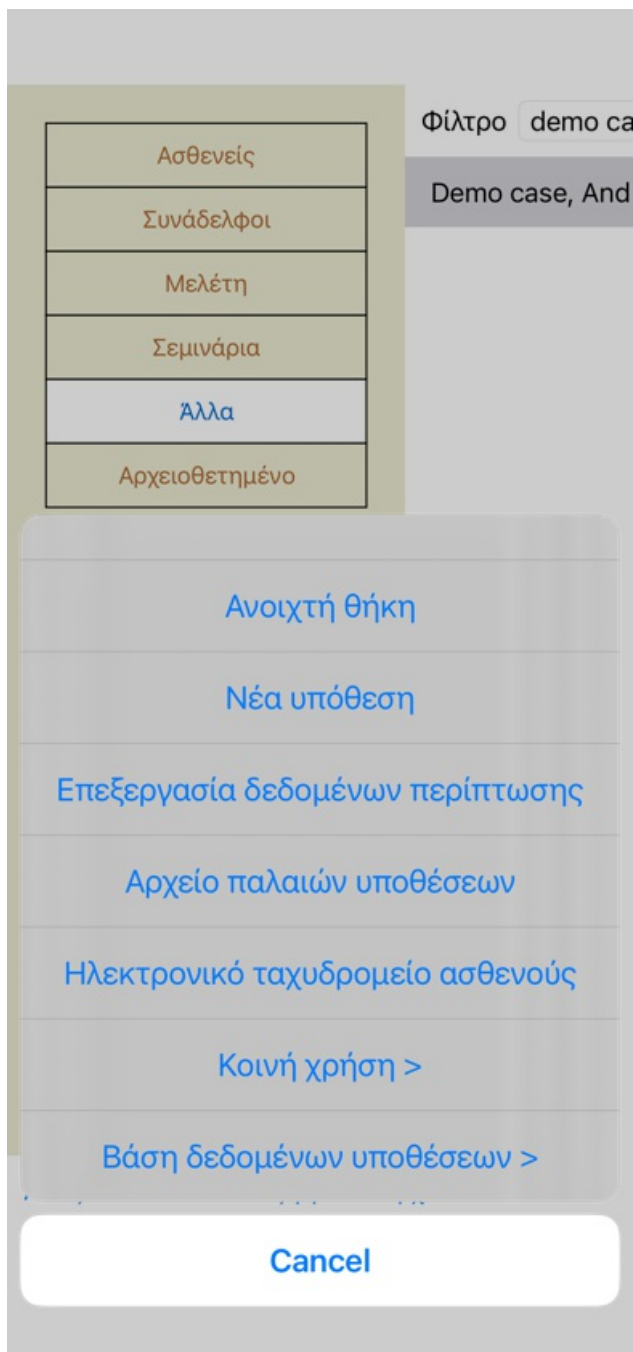 Φίλτρο demo ca
Demo case, And
Ασθενείς
Συνάδελφοι
Μελέτη
Σεμινάρια
Άλλα
Αρχειοθετημένο
Ανοιχτή θήκη
Νέα υπόθεση
Επεξεργασία δεδομένων περίπτωσης
Αρχείο παλαιών υποθέσεων
Ηλεκτρονικό ταχυδρομείο ασθενούς
Κοινή χρήση >
Βάση δεδομένων υποθέσεων >
Cancel